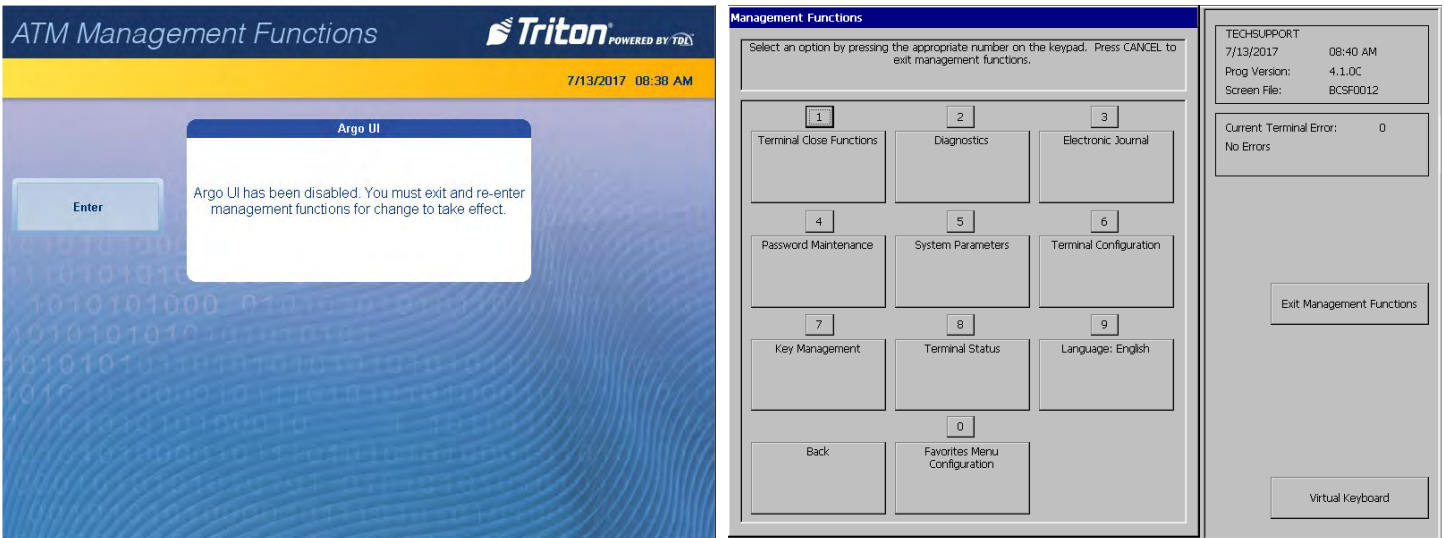 ATM Management Functions
Triton POWERED BY TDL
7/13/2017 08:38 AM
Argo UI
Argo UI has been disabled. You must exit and re-enter
management functions for change to take effect.
Enter
Management Functions
Select an option by pressing the appropriate number on the keypad. Press CANCEL to
exit management functions.
1
Terminal Close Functions
2
Diagnostics
3
Electronic Journal
4
Password Maintenance
5
System Parameters
6
Terminal Configuration
7
Key Management
8
Terminal Status
9
Language: English
Back
0
Favorites Menu
Configuration
TECHSUPPORT
7/13/2017 08:40 AM
Prog Version: 4.1.0C
Screen File: BCSF0012
Current Terminal Error: 0
No Errors
Exit Management Functions
Virtual Keyboard